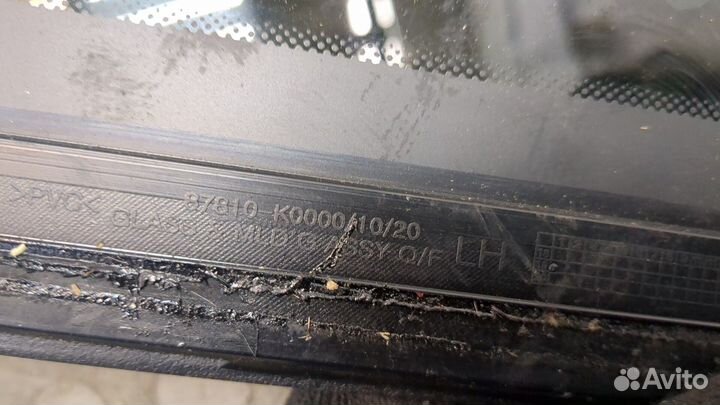 >PVC<
87810 K0000/10/20
GLASS & MLDG ASSY-O/F
LH
Avito